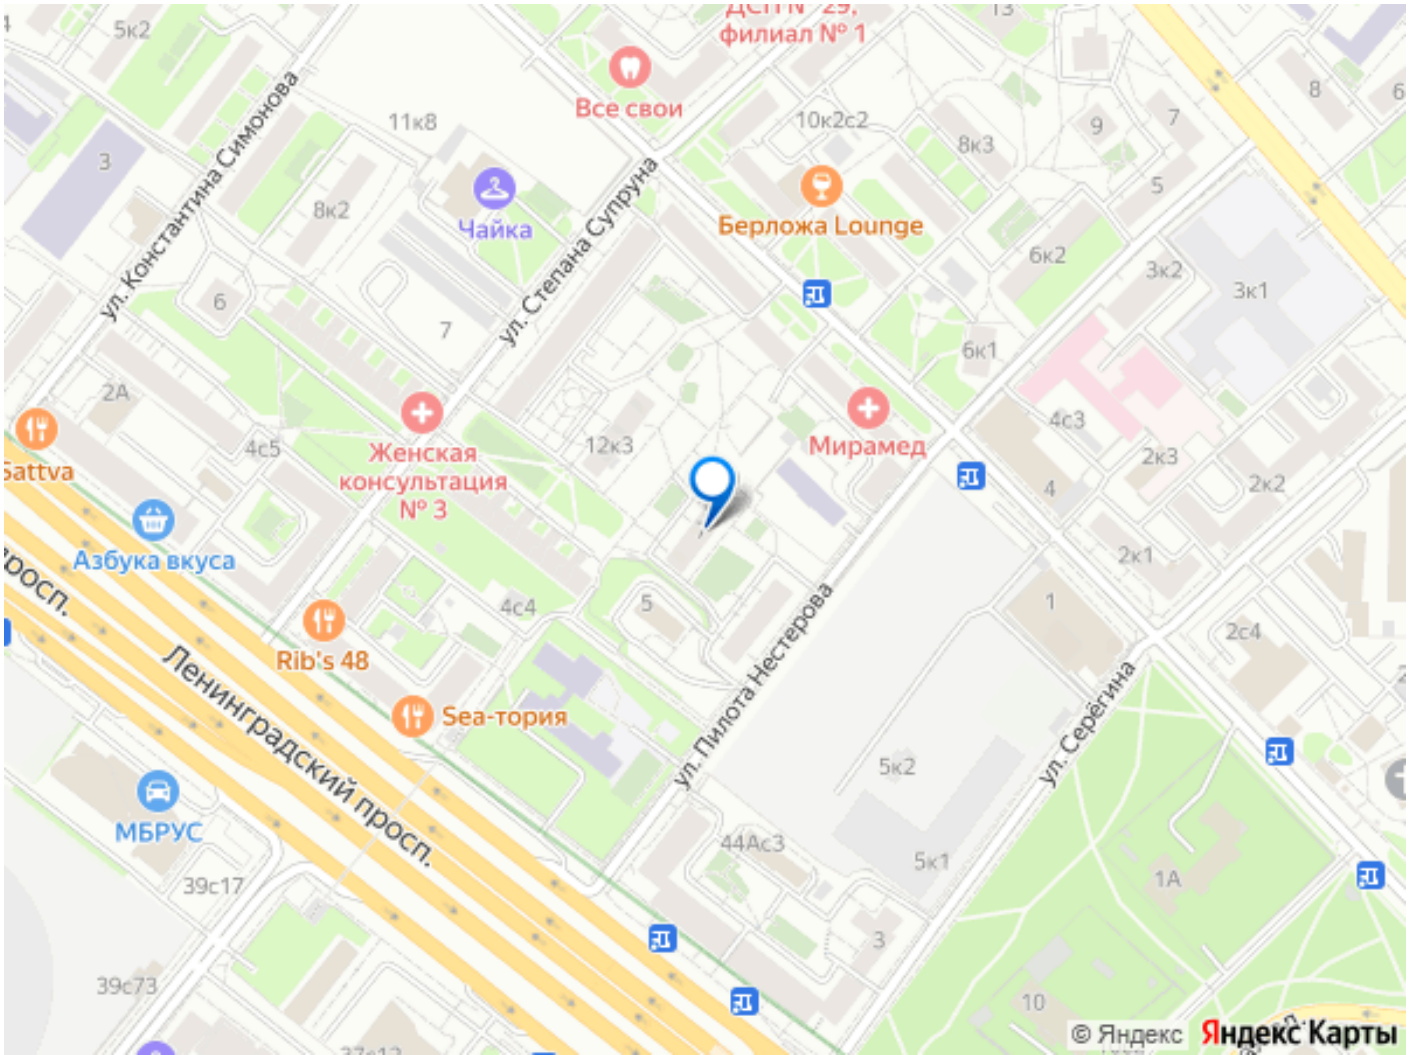 5к2
ДСП № 29,
филиал № 1
13
Все свои
8
6
ул. Константина Симонова
3
11к8
8к2
Чайка
ул. Степана Супруна
10к2с2
8к3
9
7
5
Берложа Lounge
6к2
3к2
3к1
6
7
6к1
2А
4с5
Sattva
Женская
консультация
№ 3
12к3
Мирамед
4с3
4
2к3
2к2
2к1
Азбука вкуса
4с4
5
1
2с4
Rib's 48
Sea-тория
Ленинградский просп.
просп.
ул. Пилота Нестерова
ул. Серёгина
МБРУС
39с17
39с73
44Ас3
5к2
5к1
1А
3
10
© Яндекс
Яндекс Карты